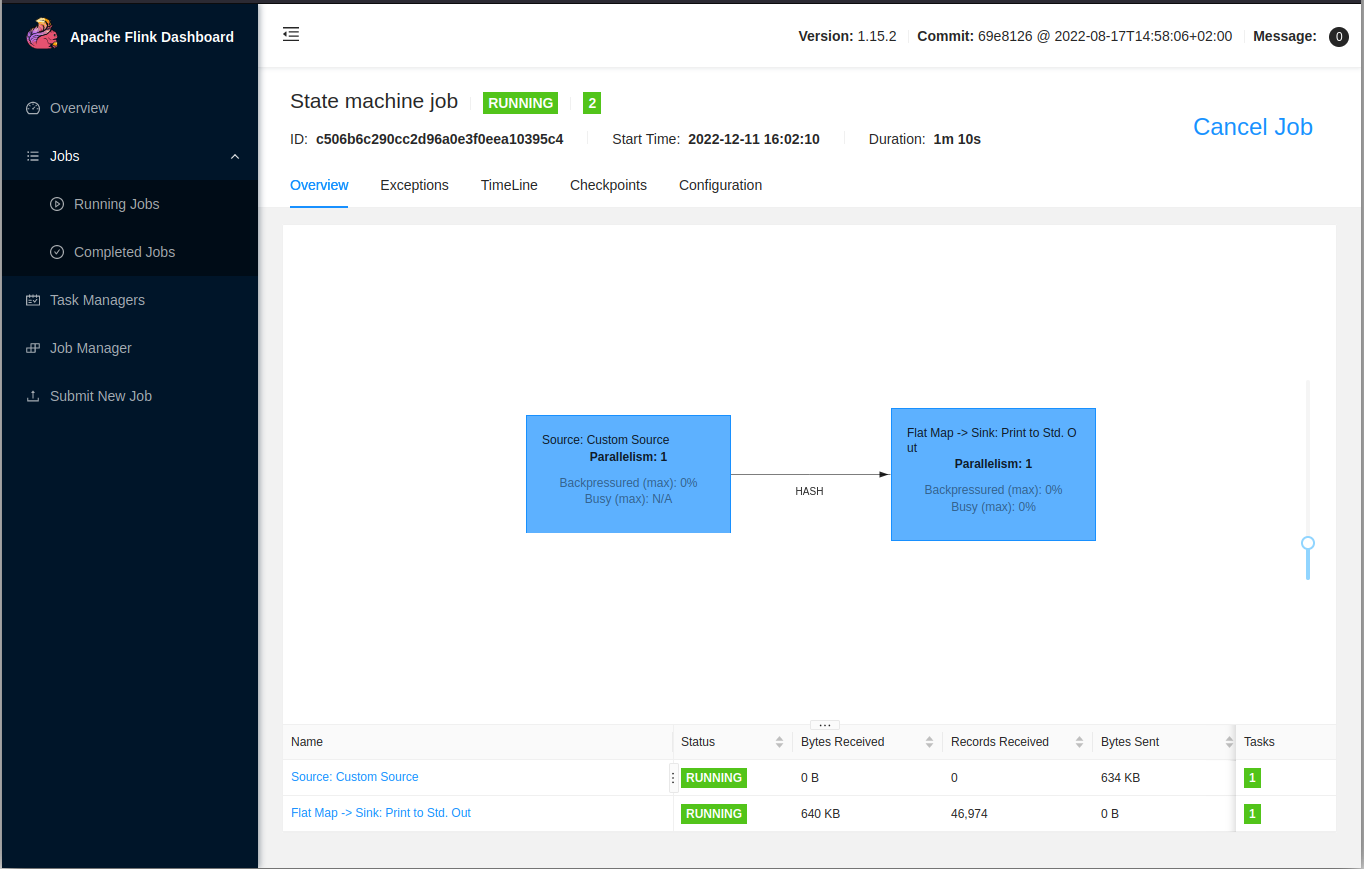 Apache Flink Dashboard
Version: 1.15.2 Commit: 69e8126 @ 2022-08-17T14:58:06+02:00 Message: 0
Overview
Jobs
Running Jobs
Completed Jobs
Task Managers
Job Manager
Submit New Job
State machine job RUNNING 2
ID: c506b6c290cc2d96a0e3f0eea10395c4 Start Time: 2022-12-11 16:02:10 Duration: 1m 10s
Cancel Job
Overview Exceptions TimeLine Checkpoints Configuration
Source: Custom Source
Parallelism: 1
Backpressured (max): 0%
Busy (max): N/A
HASH
Flat Map -> Sink: Print to Std. O
ut
Parallelism: 1
Backpressured (max): 0%
Busy (max): 0%
Name Status Bytes Received Records Received Bytes Sent Tasks
Source: Custom Source RUNNING 0 B 0 634 KB 1
Flat Map -> Sink: Print to Std. Out RUNNING 640 KB 46,974 0 B 1